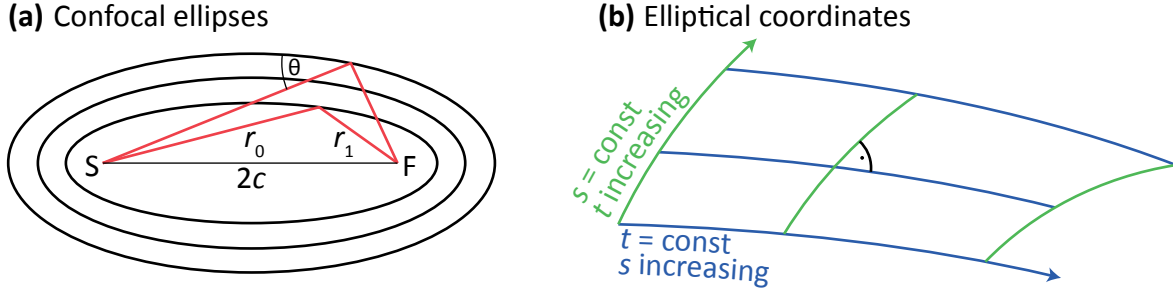 (a) Confocal ellipses
θ
r0
r1
S
F
2c
(b) Elliptical coordinates
s = const
t increasing
t = const
s increasing